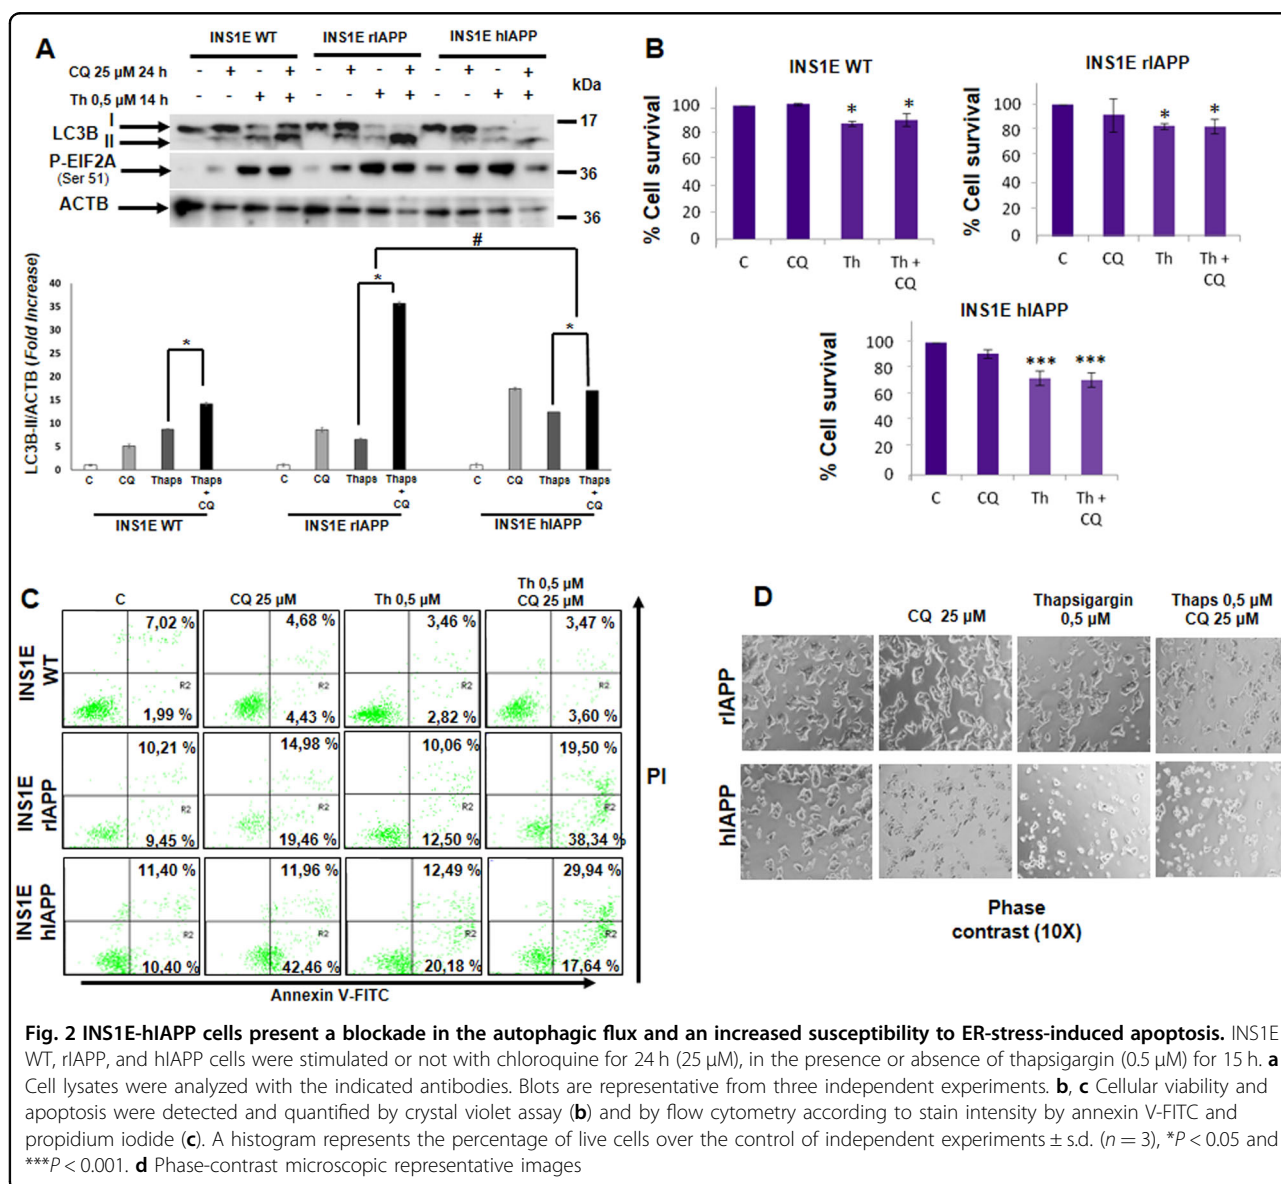 A
INS1E WT INS1E rIAPP INS1E hIAPP
CQ 25 µM 24 h - + - + - + - + - + - +
kDa
Th 0,5 µM 14 h - - + + - - + + - - + +
I
LC3B
II
17
P-EIF2A
(Ser 51)
36
ACTB
36
#
LC3B-II/ACTB (Fold Increase)
40
35
30
25
20
15
10
5
0
* * *
C CQ Thaps Thaps + CQ C CQ Thaps Thaps + CQ C CQ Thaps Thaps + CQ
INS1E WT INS1E rIAPP INS1E hIAPP
B
INS1E WT
% Cell survival
100
80
60
40
20
0
* *
C CQ Th Th + CQ
INS1E rIAPP
% Cell survival
100
80
60
40
20
0
* *
C CQ Th Th + CQ
INS1E hIAPP
% Cell survival
100
80
60
40
20
0
*** ***
C CQ Th Th + CQ
C
C CQ 25 µM Th 0,5 µM Th 0,5 µM CQ 25 µM
INS1E WT
7,02 % 4,68 % 3,46 % 3,47 %
R2 R2 R2 R2
1,99 % 4,43 % 2,82 % 3,60 %
INS1E rIAPP
10,21 % 14,98 % 10,06 % 19,50 %
R2 R2 R2 R2
9,45 % 19,46 % 12,50 % 38,34 %
INS1E hIAPP
11,40 % 11,96 % 12,49 % 29,94 %
R2 R2 R2 R2
10,40 % 42,46 % 20,18 % 17,64 %
Annexin V-FITC
PI
D
CQ 25 µM
Thapsigargin
0,5 µM
Thaps 0,5 µM
CQ 25 µM
rIAPP
hIAPP
Phase
contrast (10X)
Fig. 2 INS1E-hIAPP cells present a blockade in the autophagic flux and an increased susceptibility to ER-stress-induced apoptosis. INS1E
WT, rIAPP, and hIAPP cells were stimulated or not with chloroquine for 24 h (25 µM), in the presence or absence of thapsigargin (0.5 µM) for 15 h. a
Cell lysates were analyzed with the indicated antibodies. Blots are representative from three independent experiments. b, c Cellular viability and
apoptosis were detected and quantified by crystal violet assay (b) and by flow cytometry according to stain intensity by annexin V-FITC and
propidium iodide (c). A histogram represents the percentage of live cells over the control of independent experiments ± s.d. (n = 3), *P < 0.05 and
***P < 0.001. d Phase-contrast microscopic representative images